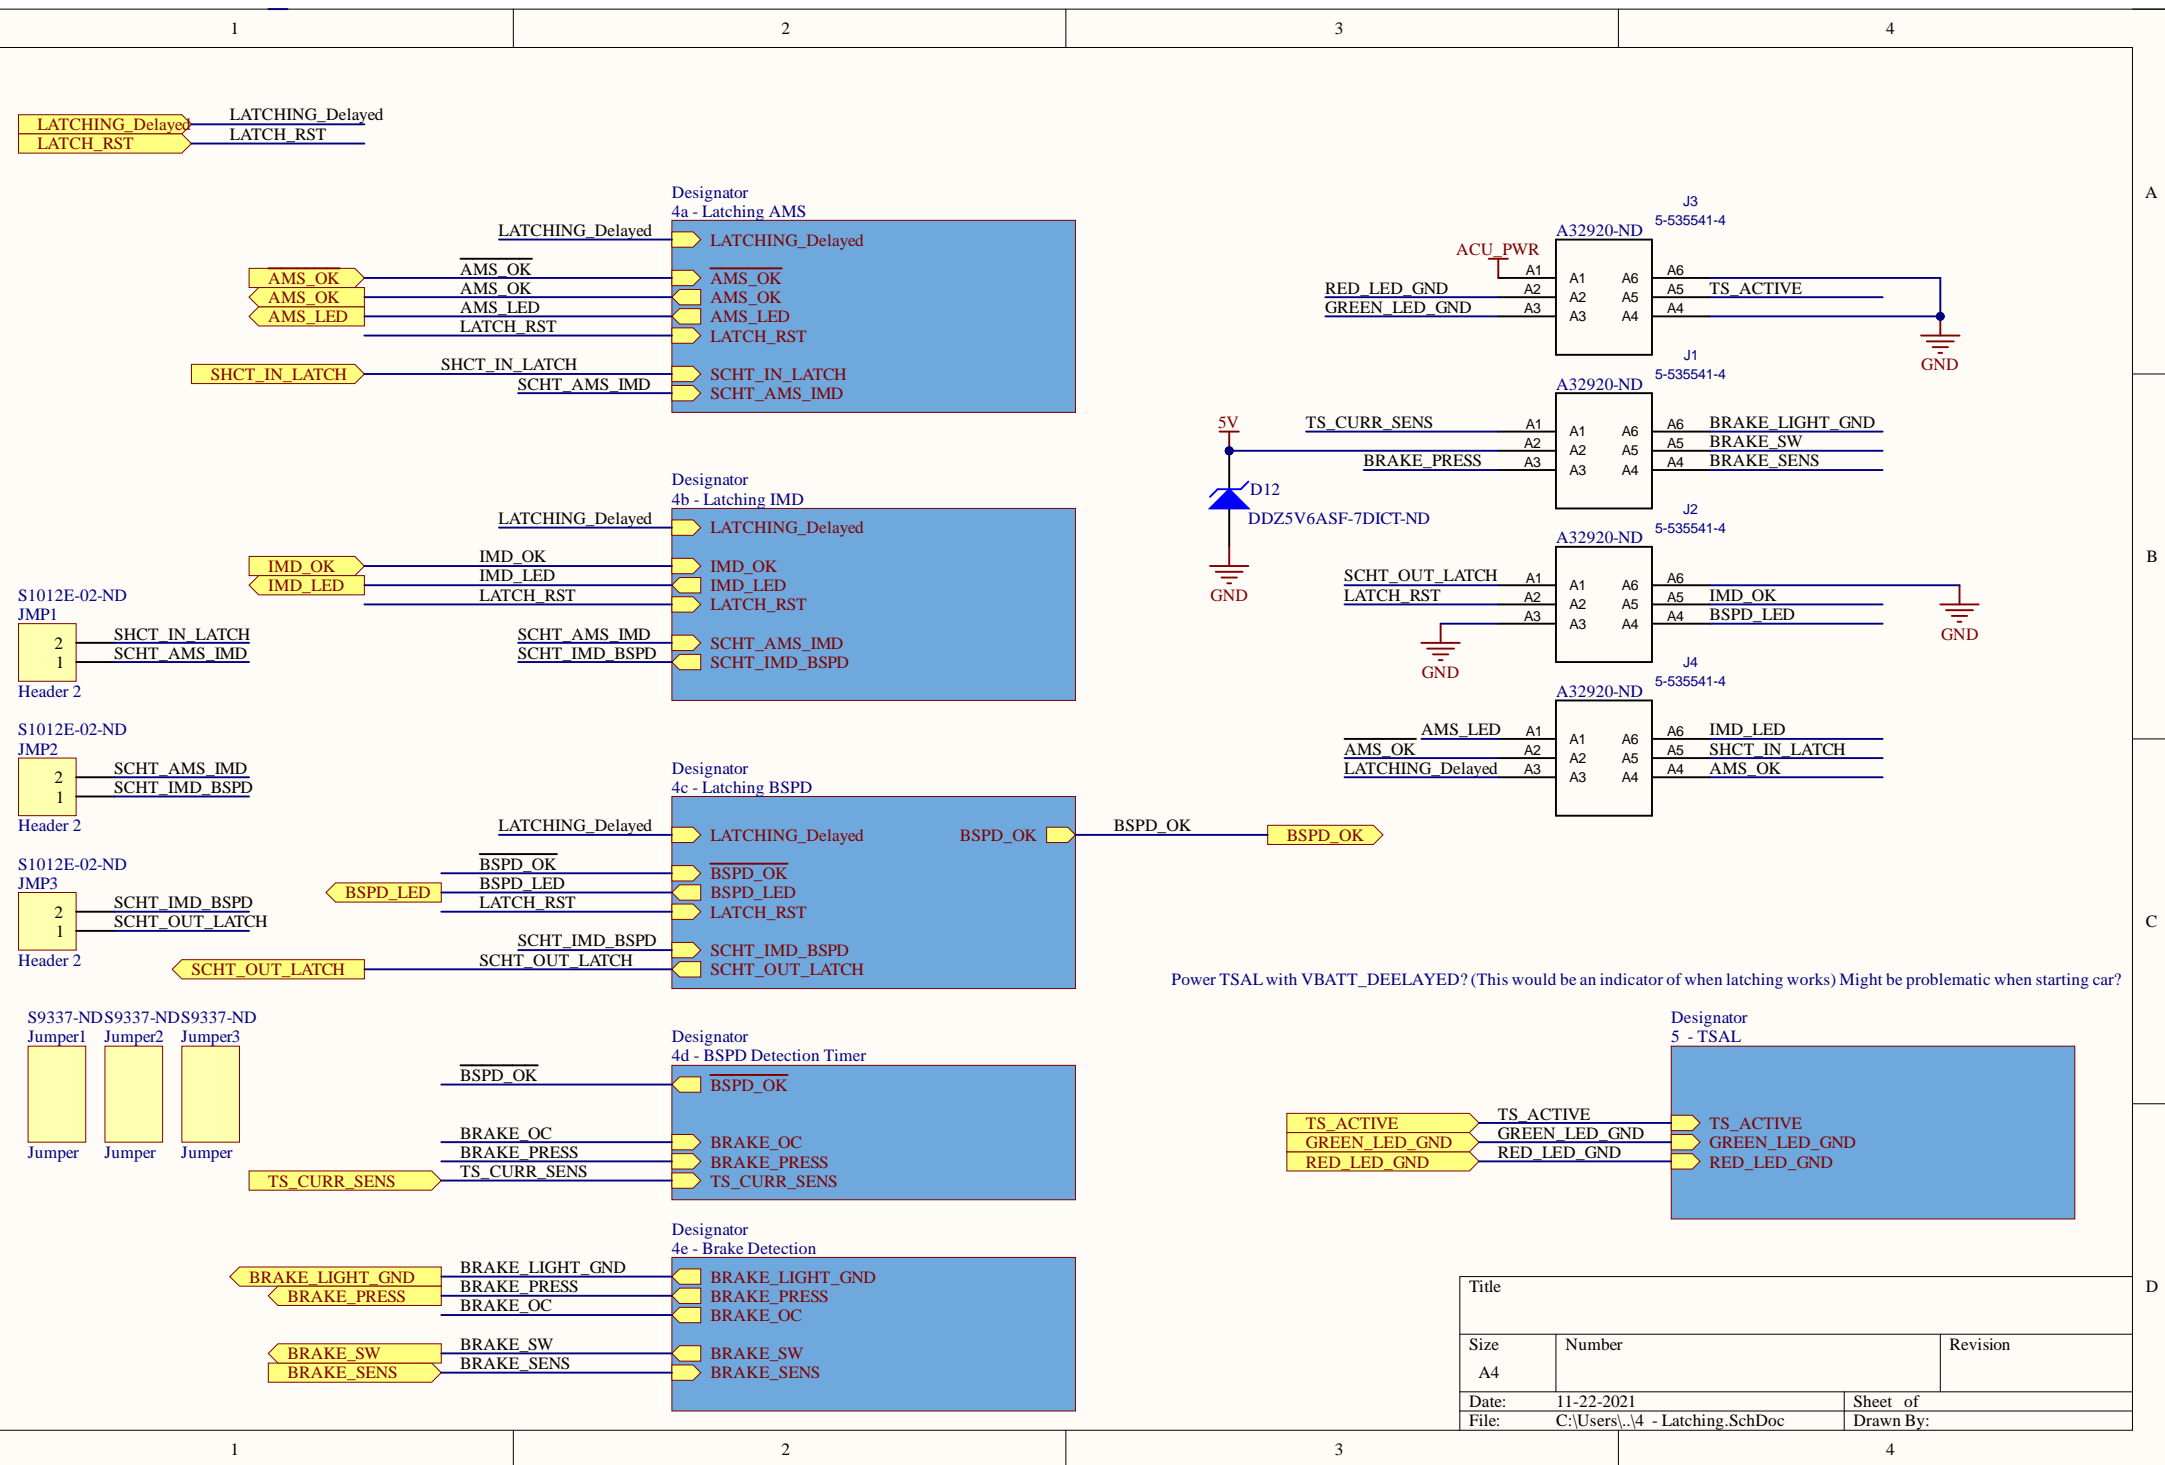 1
2
3
4
LATCHING_Delayed
LATCHING_Delayed
LATCH_RST
LATCH_RST
A
Designator
4a - Latching AMS
LATCHING_Delayed
LATCHING_Delayed
AMS_OK
AMS_OK
AMS_OK
AMS_OK
AMS_OK
AMS_OK
AMS_LED
AMS_LED
AMS_LED
LATCH_RST
LATCH_RST
SHCT_IN_LATCH
SHCT_IN_LATCH
SCHT_IN_LATCH
SCHT_AMS_IMD
SCHT_AMS_IMD
J3
5-535541-4
A32920-ND
ACU_PWR
A1 A1 A6 A6
RED_LED_GND A2 A2 A5 A5 TS_ACTIVE
GREEN_LED_GND A3 A3 A4 A4
GND
J1
5-535541-4
A32920-ND
5V
TS_CURR_SENS A1 A1 A6 A6 BRAKE_LIGHT_GND
A2 A2 A5 A5 BRAKE_SW
BRAKE_PRESS A3 A3 A4 A4 BRAKE_SENS
D12
DDZ5V6ASF-7DICT-ND
GND
J2
5-535541-4
A32920-ND
SCHT_OUT_LATCH A1 A1 A6 A6
LATCH_RST A2 A2 A5 A5 IMD_OK
A3 A3 A4 A4 BSPD_LED
GND
GND
J4
5-535541-4
A32920-ND
AMS_LED A1 A1 A6 A6 IMD_LED
AMS_OK A2 A2 A5 A5 SHCT_IN_LATCH
LATCHING_Delayed A3 A3 A4 A4 AMS_OK
B
Designator
4b - Latching IMD
LATCHING_Delayed
LATCHING_Delayed
IMD_OK
IMD_OK
IMD_OK
IMD_LED
IMD_LED
IMD_LED
LATCH_RST
LATCH_RST
SCHT_AMS_IMD
SCHT_AMS_IMD
SCHT_IMD_BSPD
SCHT_IMD_BSPD
S1012E-02-ND
JMP1
2 SHCT_IN_LATCH
1 SCHT_AMS_IMD
Header 2
S1012E-02-ND
JMP2
2 SCHT_AMS_IMD
1 SCHT_IMD_BSPD
Header 2
S1012E-02-ND
JMP3
2 SCHT_IMD_BSPD
1 SCHT_OUT_LATCH
Header 2
Designator
4c - Latching BSPD
LATCHING_Delayed
LATCHING_Delayed
BSPD_OK
BSPD_OK
BSPD_OK
BSPD_OK
BSPD_OK
BSPD_LED
BSPD_LED
BSPD_LED
LATCH_RST
LATCH_RST
SCHT_IMD_BSPD
SCHT_IMD_BSPD
SCHT_OUT_LATCH
SCHT_OUT_LATCH
SCHT_OUT_LATCH
C
Power TSAL with VBATT_DEELAYED? (This would be an indicator of when latching works) Might be problematic when starting car?
S9337-ND S9337-ND S9337-ND
Jumper1 Jumper2 Jumper3
Jumper Jumper Jumper
Designator
4d - BSPD Detection Timer
BSPD_OK
BSPD_OK
BRAKE_OC
BRAKE_OC
BRAKE_PRESS
BRAKE_PRESS
TS_CURR_SENS
TS_CURR_SENS
TS_CURR_SENS
Designator
5 - TSAL
TS_ACTIVE
TS_ACTIVE
TS_ACTIVE
GREEN_LED_GND
GREEN_LED_GND
GREEN_LED_GND
RED_LED_GND
RED_LED_GND
RED_LED_GND
Designator
4e - Brake Detection
BRAKE_LIGHT_GND
BRAKE_LIGHT_GND
BRAKE_LIGHT_GND
BRAKE_PRESS
BRAKE_PRESS
BRAKE_PRESS
BRAKE_OC
BRAKE_OC
BRAKE_SW
BRAKE_SW
BRAKE_SW
BRAKE_SENS
BRAKE_SENS
BRAKE_SENS
D
Title
Size Number Revision
A4
Date: 11-22-2021 Sheet of
File: C:\Users\..\4 - Latching.SchDoc Drawn By:
1
2
3
4